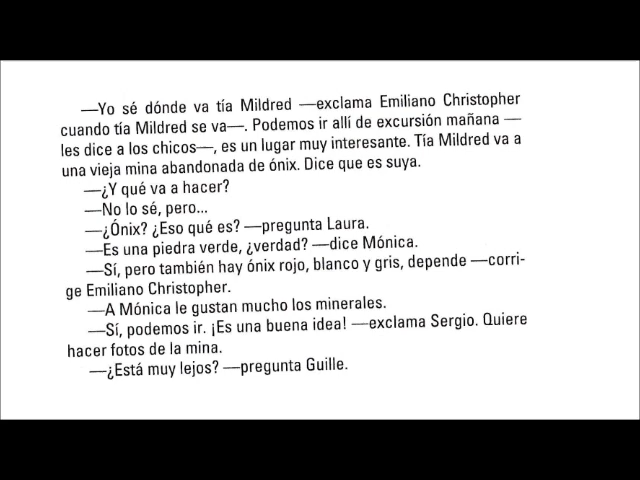 —Yo sé dónde va tía Mildred —exclama Emiliano Christopher
cuando tía Mildred se va—. Podemos ir allí de excursión mañana —
les dice a los chicos—, es un lugar muy interesante. Tía Mildred va a
una vieja mina abandonada de ónix. Dice que es suya.
—¿Y qué va a hacer?
—No lo sé, pero...
—¿Ónix? ¿Eso qué es? —pregunta Laura.
—Es una piedra verde, ¿verdad? —dice Mónica.
—Sí, pero también hay ónix rojo, blanco y gris, depende —corri-
ge Emiliano Christopher.
—A Mónica le gustan mucho los minerales.
—Sí, podemos ir. ¡Es una buena idea! —exclama Sergio. Quiere
hacer fotos de la mina.
—¿Está muy lejos? —pregunta Guille.